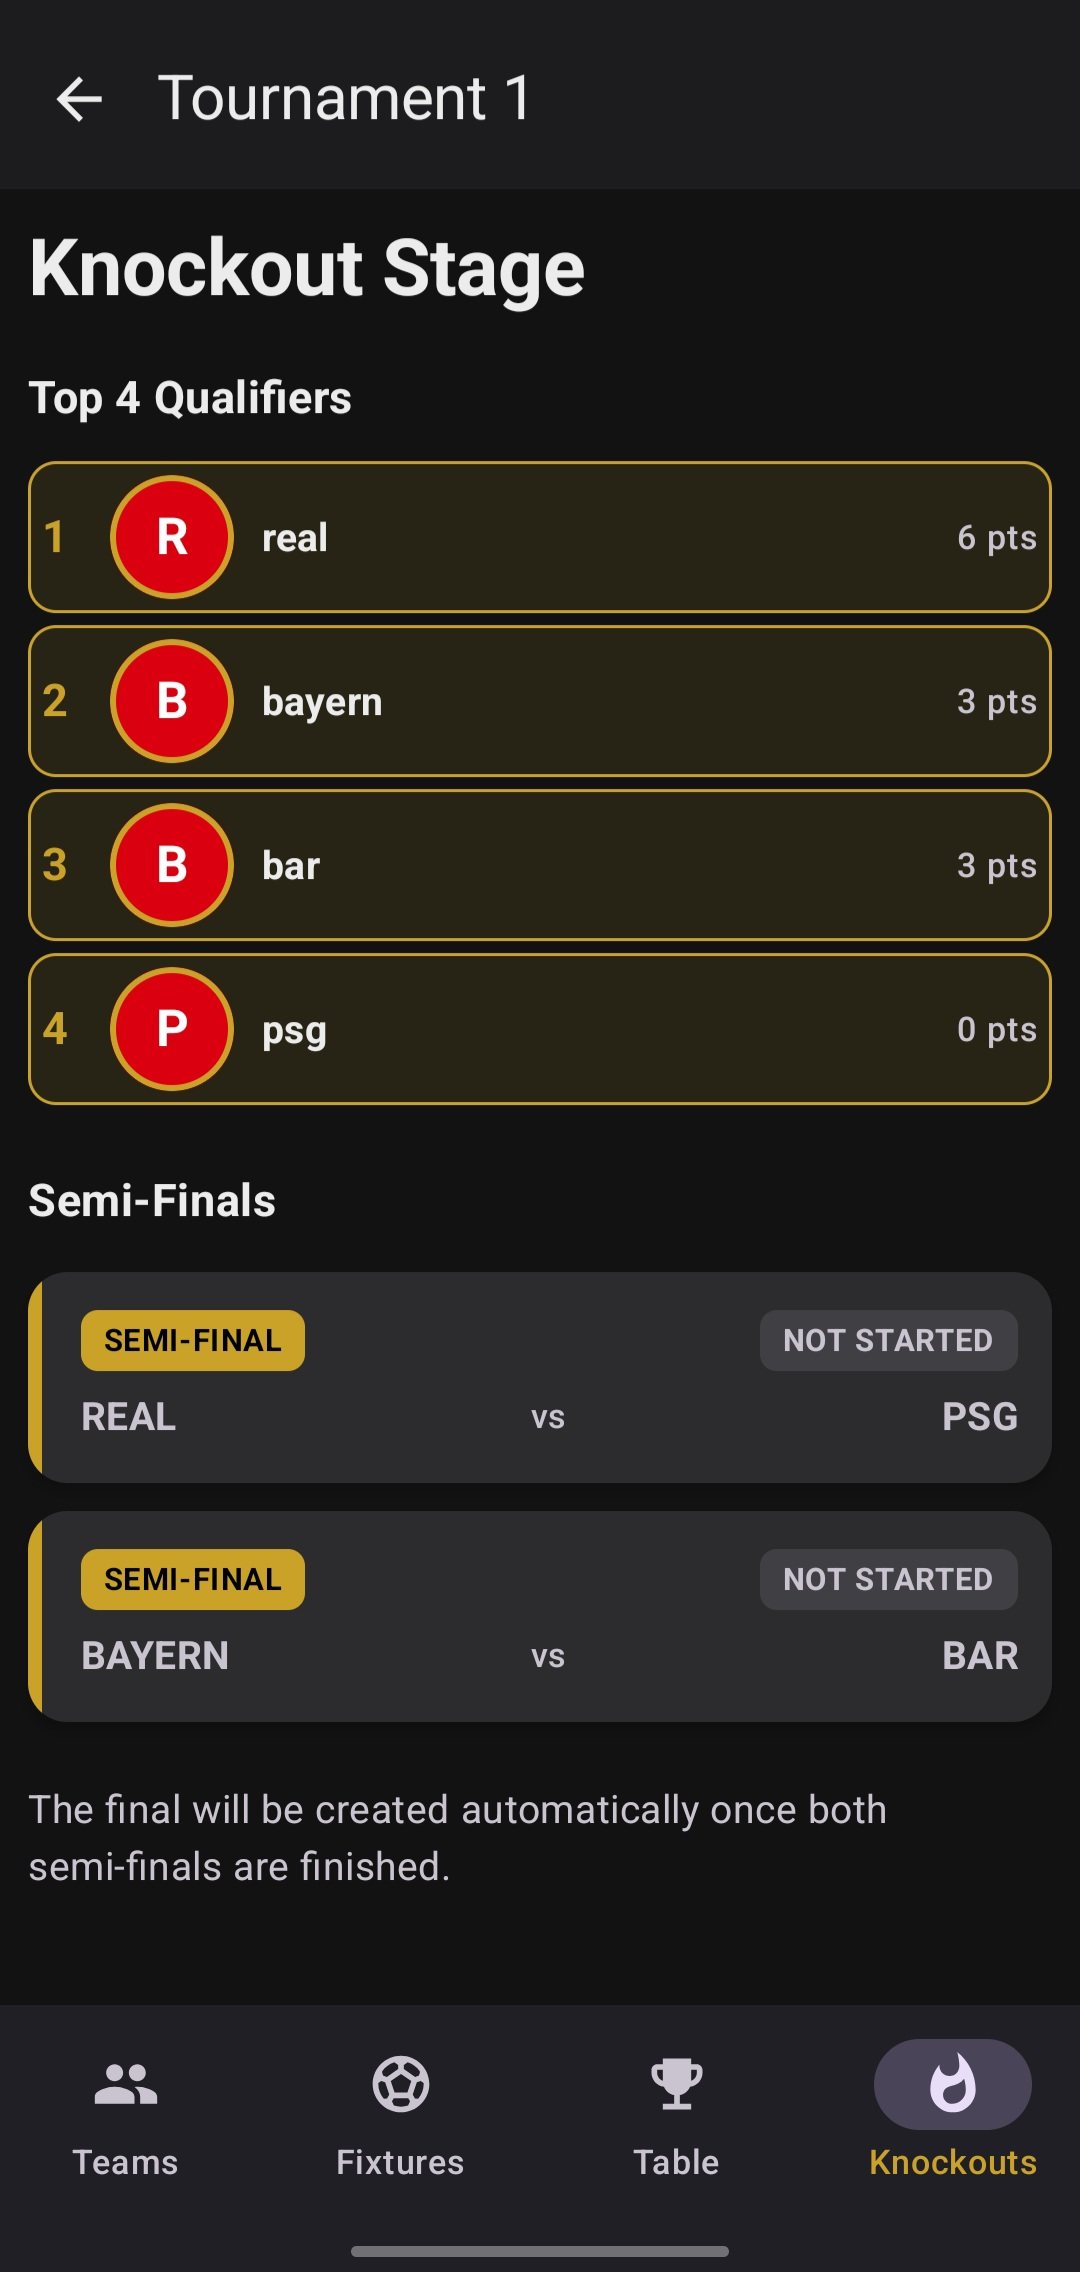 Tournament 1
Knockout Stage
Top 4 Qualifiers
1 R real 6 pts
2 B bayern 3 pts
3 B bar 3 pts
4 P psg 0 pts
Semi-Finals
SEMI-FINAL NOT STARTED
REAL vs PSG
SEMI-FINAL NOT STARTED
BAYERN vs BAR
The final will be created automatically once both
semi-finals are finished.
Teams Fixtures Table Knockouts